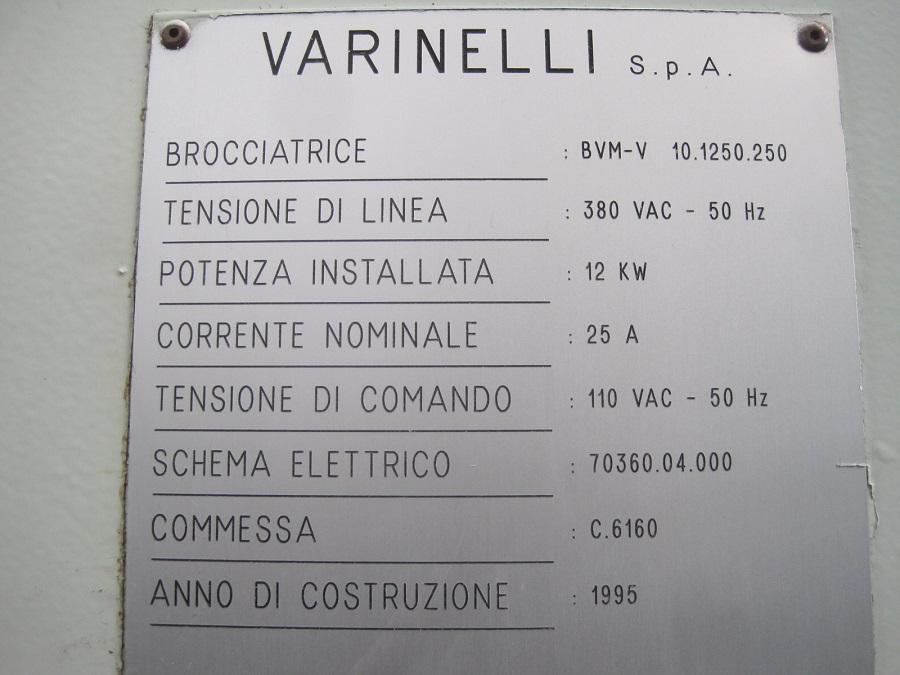 VARINELLI S.p.A.
BROCCIATRICE : BVM-V 10.1250.250
TENSIONE DI LINEA : 380 VAC - 50 Hz
POTENZA INSTALLATA : 12 KW
CORRENTE NOMINALE : 25 A
TENSIONE DI COMANDO : 110 VAC - 50 Hz
SCHEMA ELETTRICO : 70360.04.000
COMMESSA : C.6160
ANNO DI COSTRUZIONE : 1995